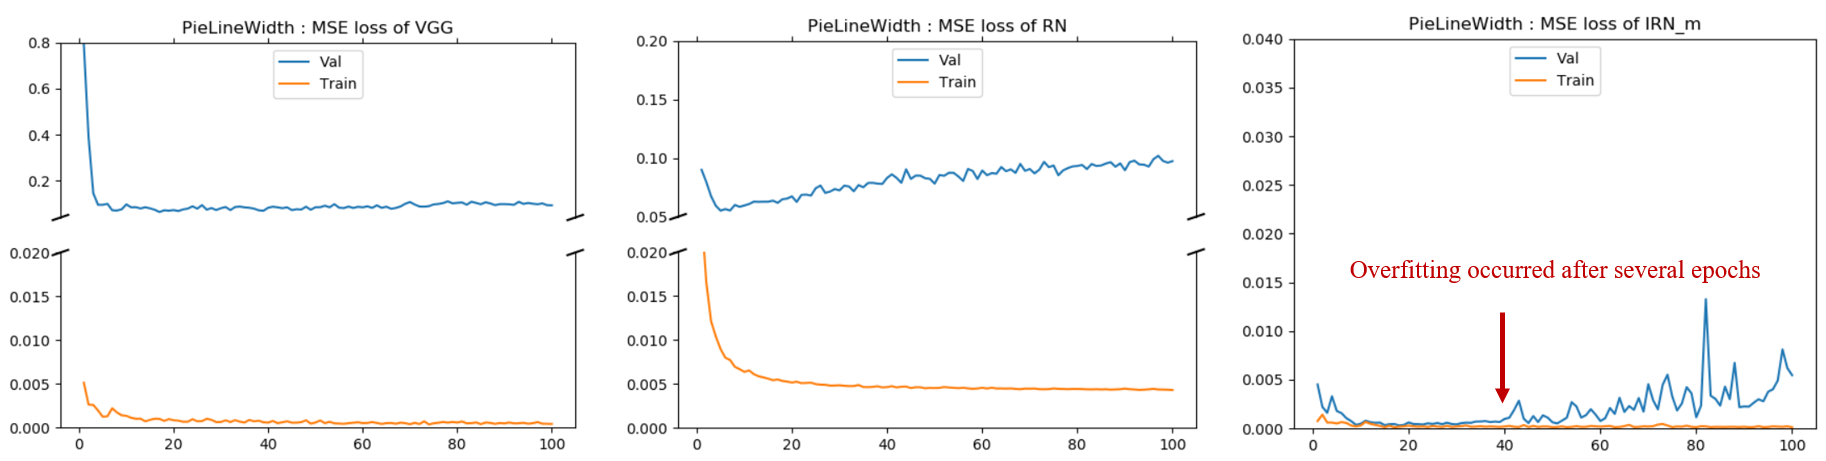 PieLineWidth : MSE loss of VGG
0.8
0.6
0.4
0.2
0.020
0.015
0.010
0.005
0.000
0 20 40 60 80 100
Val
Train
PieLineWidth : MSE loss of RN
0.20
0.15
0.10
0.05
0.020
0.015
0.010
0.005
0.000
0 20 40 60 80 100
Val
Train
PieLineWidth : MSE loss of IRN_m
0.040
0.035
0.030
0.025
0.020
0.015
0.010
0.005
0.000
0 20 40 60 80 100
Val
Train
Overfitting occurred after several epochs